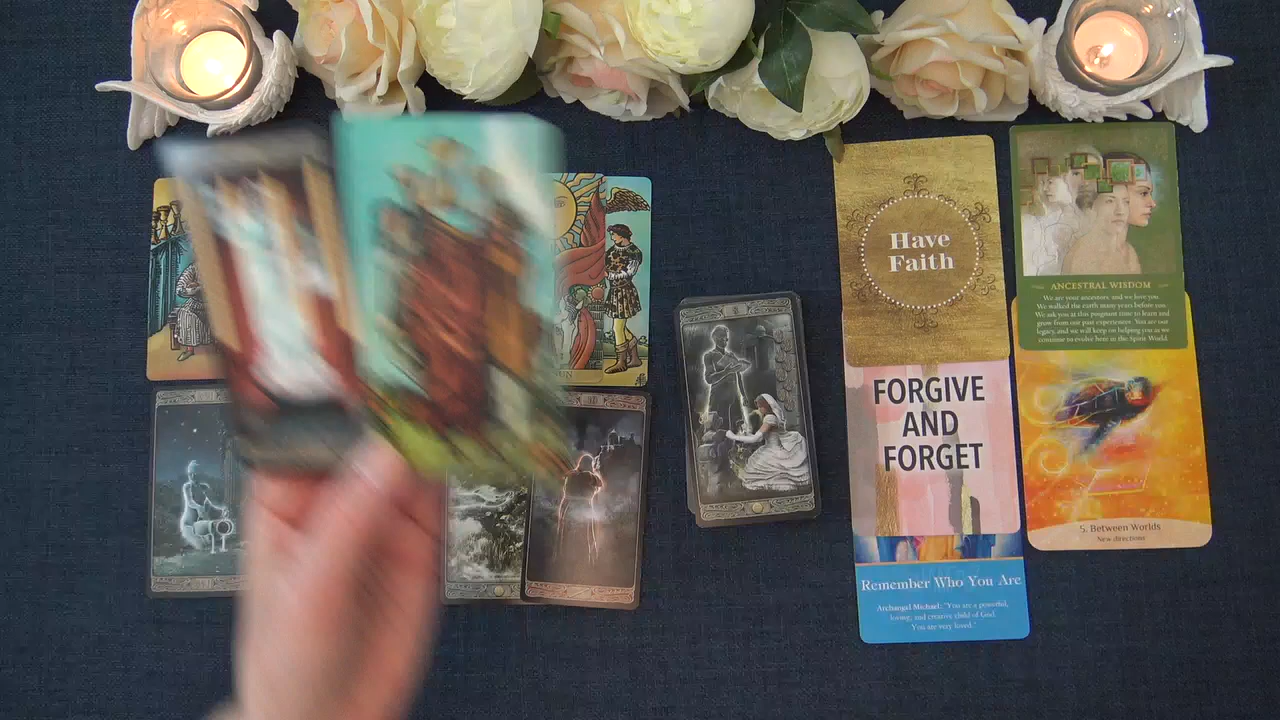 Have
Faith
ANCESTRAL WISDOM
We are your ancestors, and we love you.
We walked the earth many years before you.
We ask you at this poignant time to learn and
grow from our past experiences. You are our
legacy, and we will keep on helping you as we
continue to evolve here in the Spirit World.
FORGIVE
AND
FORGET
5. Between Worlds
New directions
Remember Who You Are
Archangel Michael: "You are a powerful,
loving, and creative child of God.
You are very loved."